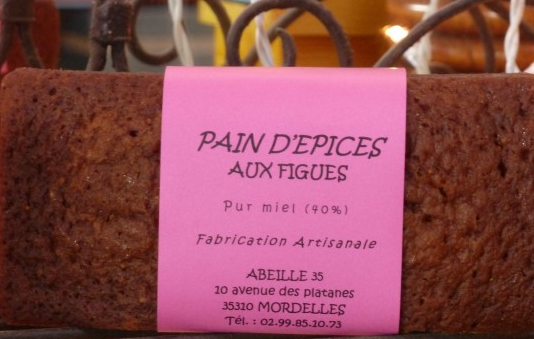 PAIN D'EPICES
AUX FIGUES
Pur miel (40%)
Fabrication Artisanale
ABEILLE 35
10 avenue des platanes
35310 MORDELLES
Tél. : 02.99.85.10.73